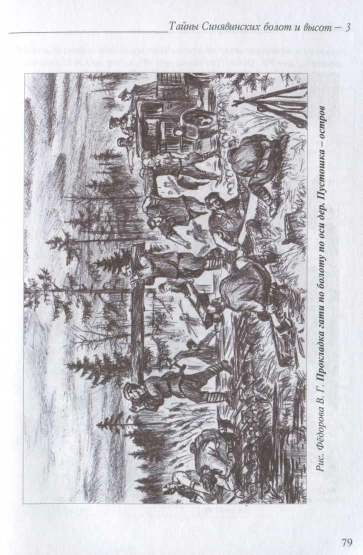 Тайны Синявинских болот и высот – 3
Рис. Фёдорова В. Г. Прокладка гати по болоту по оси дер. Пустошка – остров
79